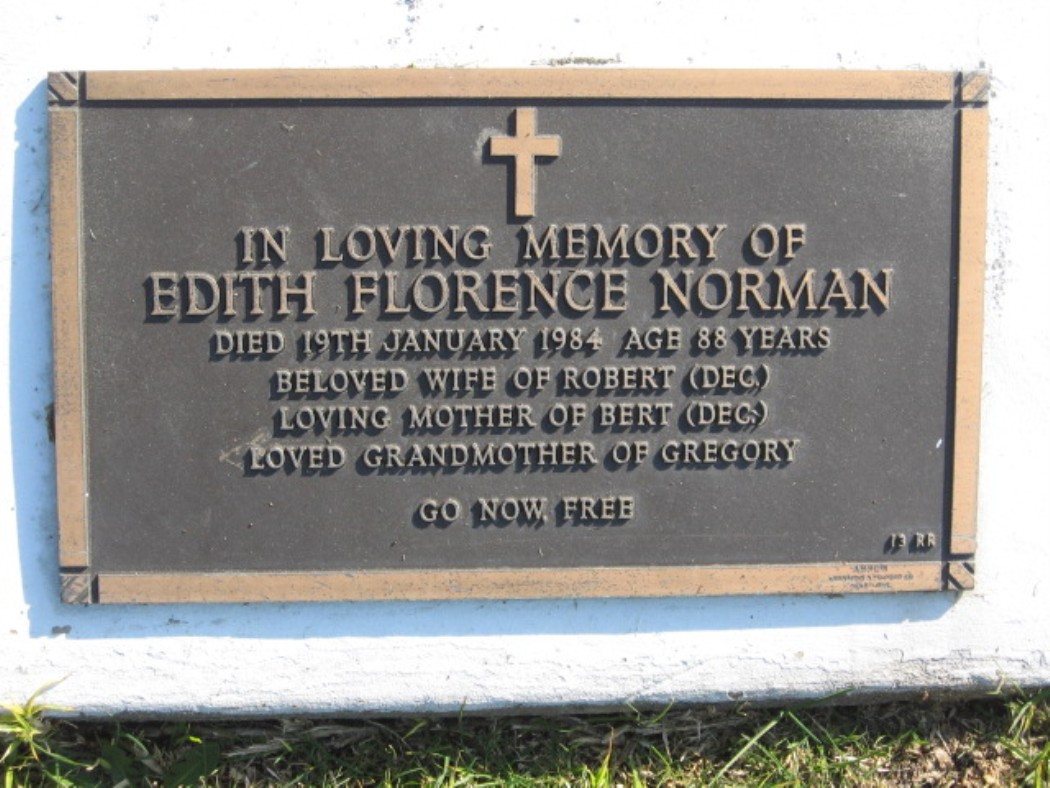 IN LOVING MEMORY OF
EDITH FLORENCE NORMAN
DIED 19TH JANUARY 1984 AGE 88 YEARS
BELOVED WIFE OF ROBERT (DEC.)
LOVING MOTHER OF BERT (DEC.)
LOVED GRANDMOTHER OF GREGORY
GO NOW, FREE
13 RR